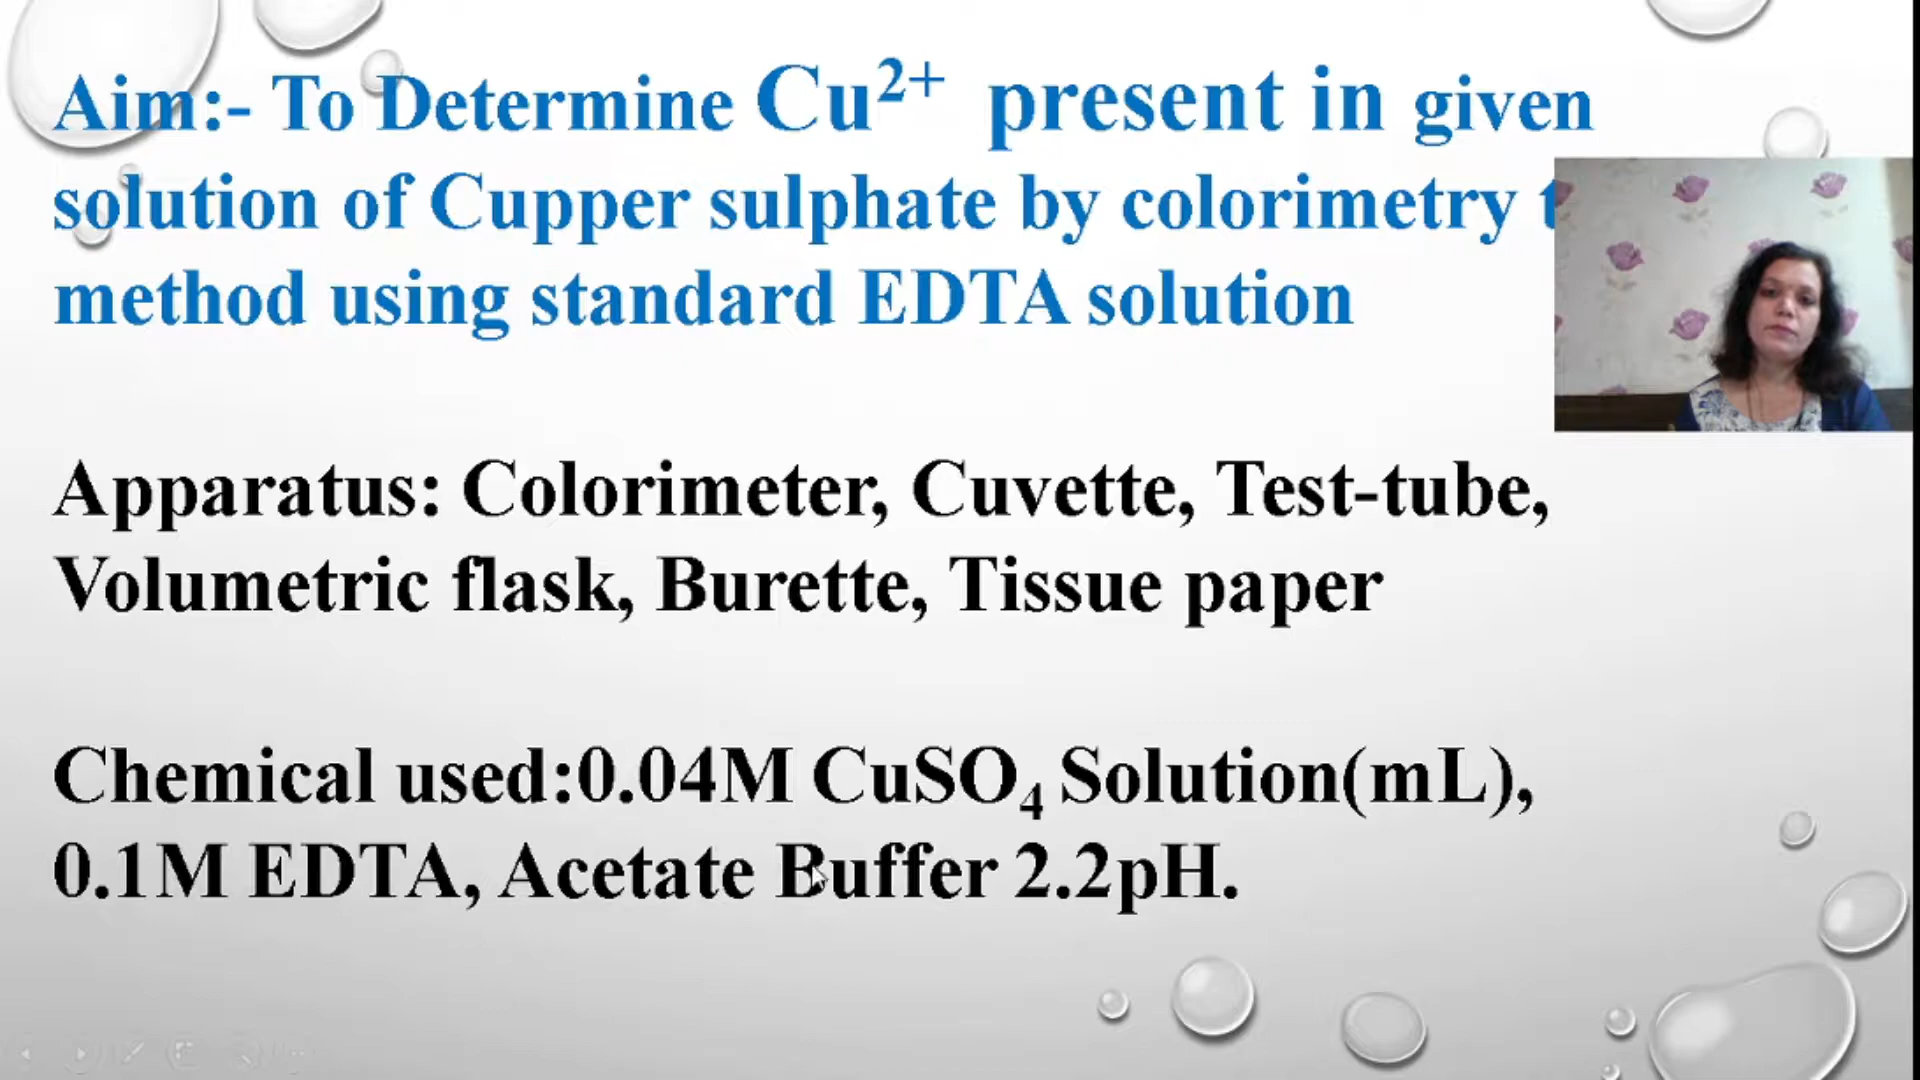 Aim:- To Determine Cu²⁺ present in given
solution of Cupper sulphate by colorimetry
method using standard EDTA solution
Apparatus: Colorimeter, Cuvette, Test-tube,
Volumetric flask, Burette, Tissue paper
Chemical used:0.04M CuSO₄ Solution(mL),
0.1M EDTA, Acetate Buffer 2.2pH.